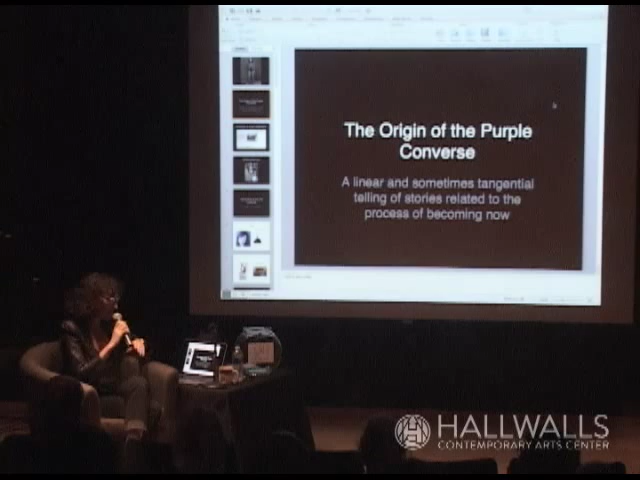 The Origin of the Purple
Converse
A linear and sometimes tangential
telling of stories related to the
process of becoming now
HALLWALLS
CONTEMPORARY ARTS CENTER